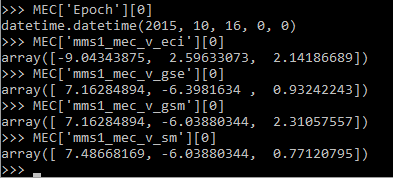 >>> MEC['Epoch'][0]
datetime.datetime(2015, 10, 16, 0, 0)
>>> MEC['mms1_mec_v_eci'][0]
array([-9.04343875,  2.59633073,  2.14186689])
>>> MEC['mms1_mec_v_gse'][0]
array([ 7.16284894, -6.3981634 ,  0.93242243])
>>> MEC['mms1_mec_v_gsm'][0]
array([ 7.16284894, -6.03880344,  2.31057557])
>>> MEC['mms1_mec_v_sm'][0]
array([ 7.48668169, -6.03880344,  0.77120795])
>>>